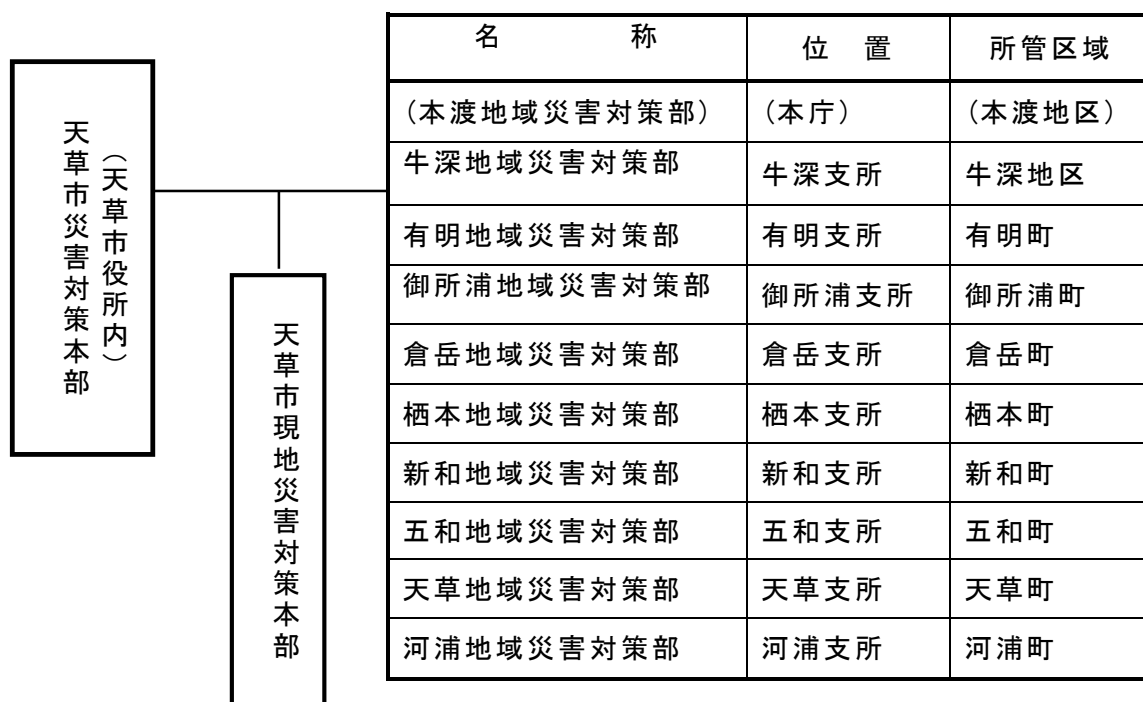 天草市災害対策本部
（天草市役所内）
天草市現地災害対策本部
名　称 位　置 所管区域
（本渡地域災害対策部） （本庁） （本渡地区）
牛深地域災害対策部 牛深支所 牛深地区
有明地域災害対策部 有明支所 有明町
御所浦地域災害対策部 御所浦支所 御所浦町
倉岳地域災害対策部 倉岳支所 倉岳町
栖本地域災害対策部 栖本支所 栖本町
新和地域災害対策部 新和支所 新和町
五和地域災害対策部 五和支所 五和町
天草地域災害対策部 天草支所 天草町
河浦地域災害対策部 河浦支所 河浦町